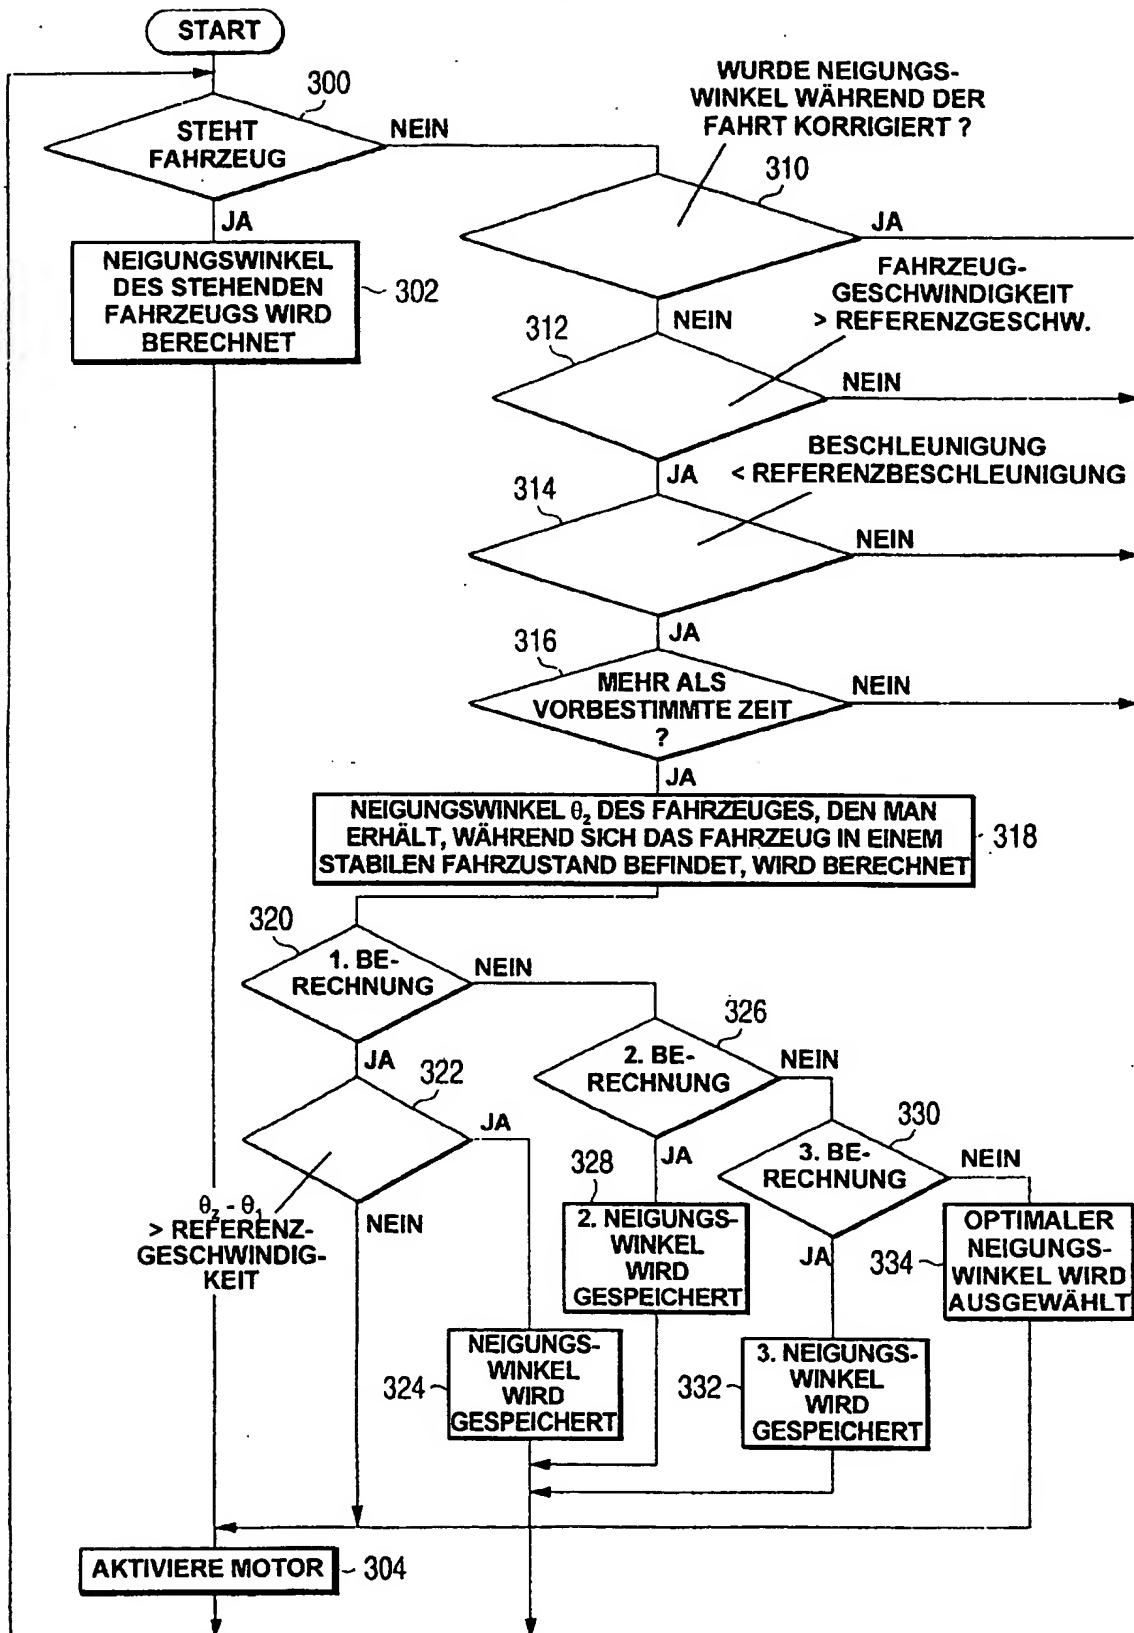 START
300
STEHT
FAHRZEUG
NEIN
JA
WURDE NEIGUNGS-
WINKEL WÄHREND DER
FAHRT KORRIGIERT ?
310
JA
NEIN
NEIGUNGSWINKEL
DES STEHENDEN
FAHRZEUGS WIRD
BERECHNET
302
FAHRZEUG-
GESCHWINDIGKEIT
> REFERENZGESCHW.
312
NEIN
JA
BESCHLEUNIGUNG
< REFERENZBESCHLEUNIGUNG
314
NEIN
JA
316
MEHR ALS
VORBESTIMMTE ZEIT
?
NEIN
JA
NEIGUNGSWINKEL θ₂ DES FAHRZEUGES, DEN MAN
ERHÄLT, WÄHREND SICH DAS FAHRZEUG IN EINEM
STABILEN FAHRZUSTAND BEFINDET, WIRD BERECHNET
318
320
1. BE-
RECHNUNG
NEIN
JA
322
JA
NEIN
θ₂ - θ₁
> REFERENZ-
GESCHWINDIG-
KEIT
326
2. BE-
RECHNUNG
NEIN
JA
330
3. BE-
RECHNUNG
NEIN
JA
328
2. NEIGUNGS-
WINKEL
WIRD
GESPEICHERT
334
OPTIMALER
NEIGUNGS-
WINKEL WIRD
AUSGEWÄHLT
324
NEIGUNGS-
WINKEL
WIRD
GESPEICHERT
332
3. NEIGUNGS-
WINKEL
WIRD
GESPEICHERT
AKTIVIERE MOTOR
304